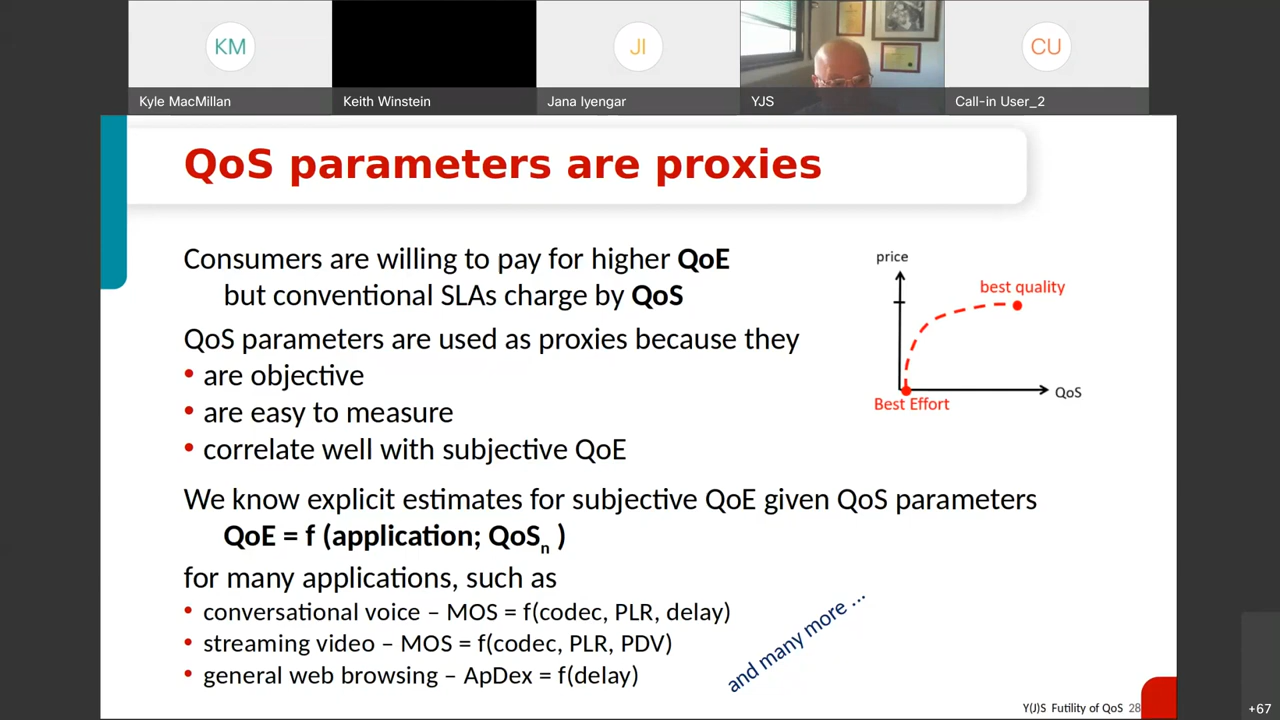 KM
JI
CU
Kyle MacMillan
Keith Winstein
Jana Iyengar
YJS
Call-in User_2
QoS parameters are proxies
Consumers are willing to pay for higher QoE
but conventional SLAs charge by QoS
QoS parameters are used as proxies because they
• are objective
• are easy to measure
• correlate well with subjective QoE
price
best quality
QoS
Best Effort
We know explicit estimates for subjective QoE given QoS parameters
QoE = f (application; QoSn )
for many applications, such as
• conversational voice – MOS = f(codec, PLR, delay)
• streaming video – MOS = f(codec, PLR, PDV)
• general web browsing – ApDex = f(delay)
and many more ...
Y(J)S Futility of QoS 28
+67